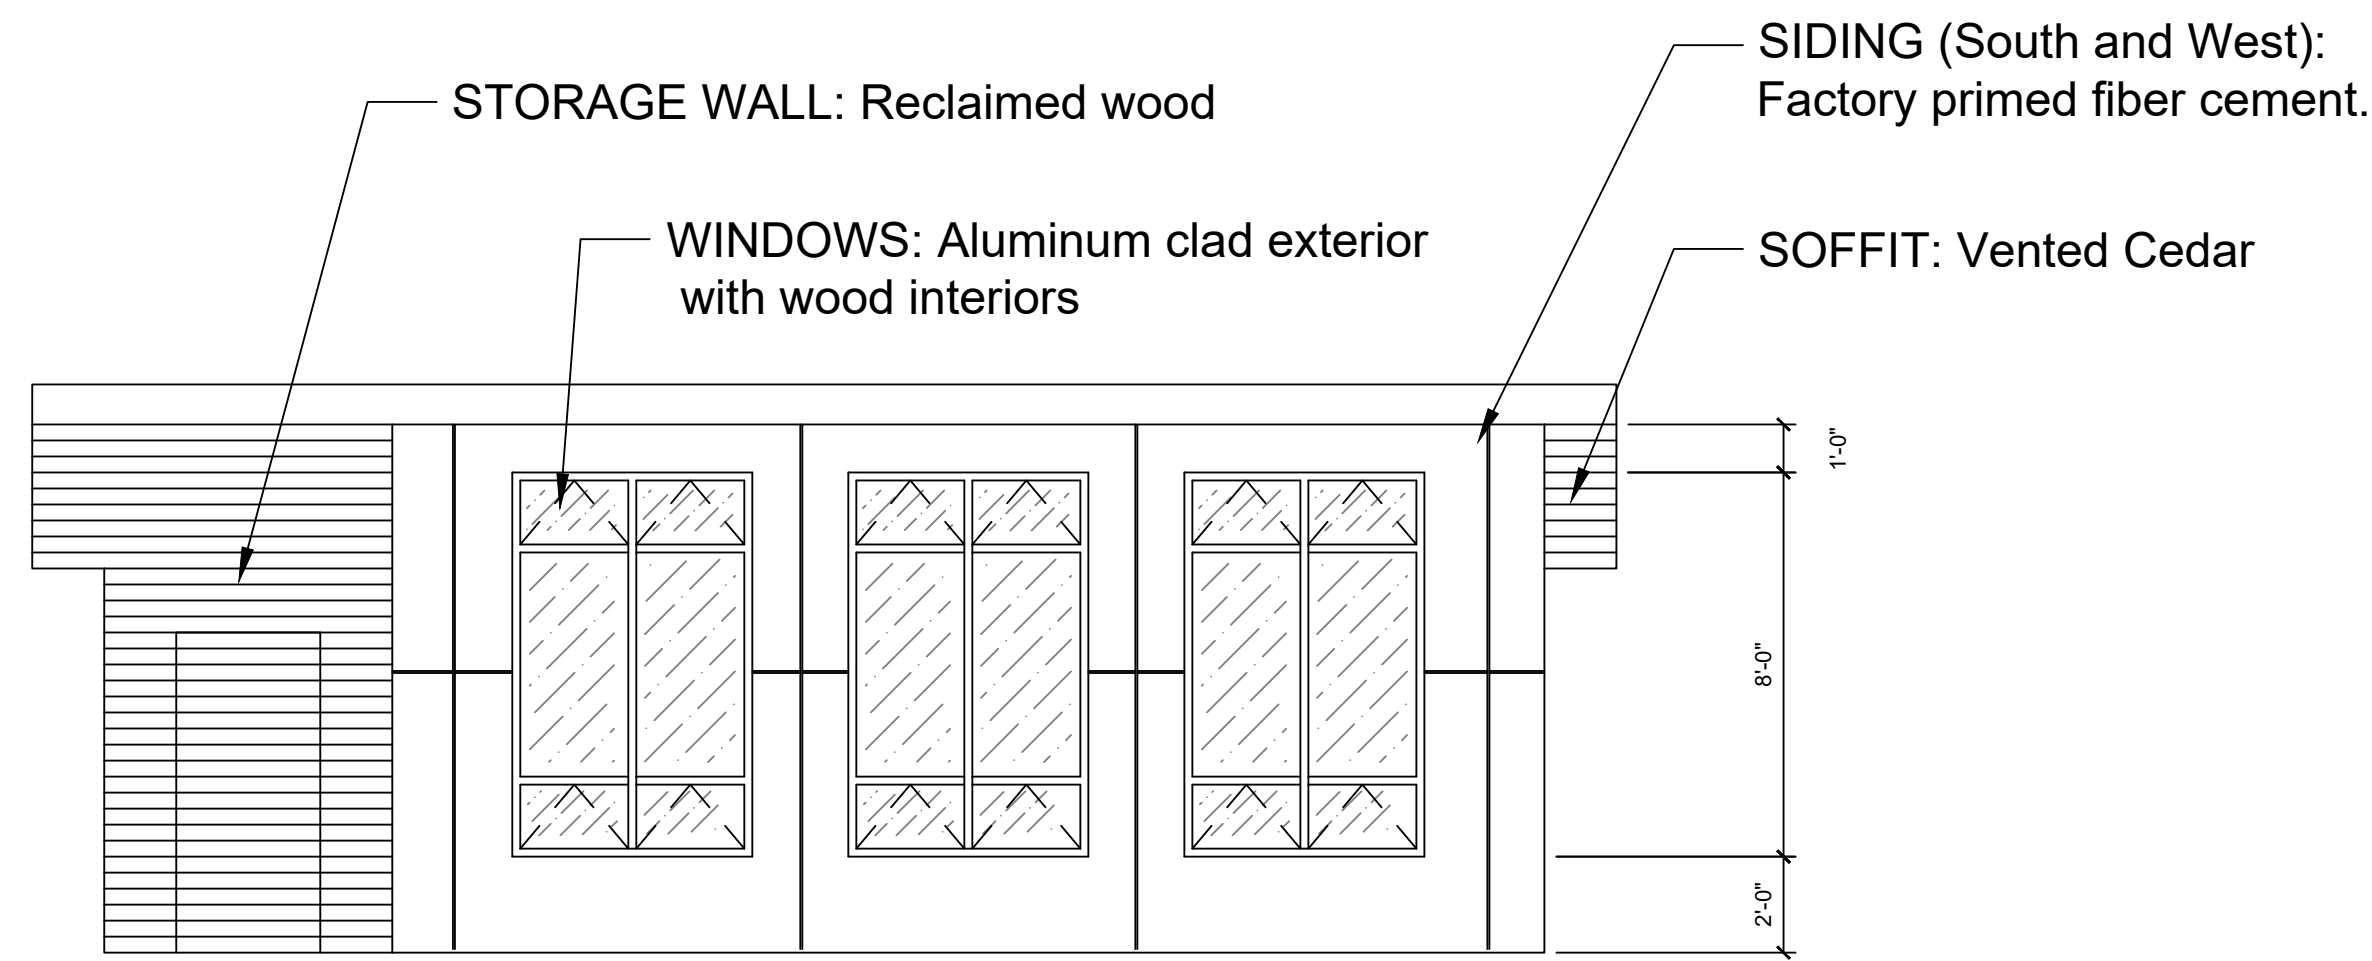 SIDING (South and West):
Factory primed fiber cement.
STORAGE WALL: Reclaimed wood
WINDOWS: Aluminum clad exterior
with wood interiors
SOFFIT: Vented Cedar
1'-0"
8'-0"
2'-0"